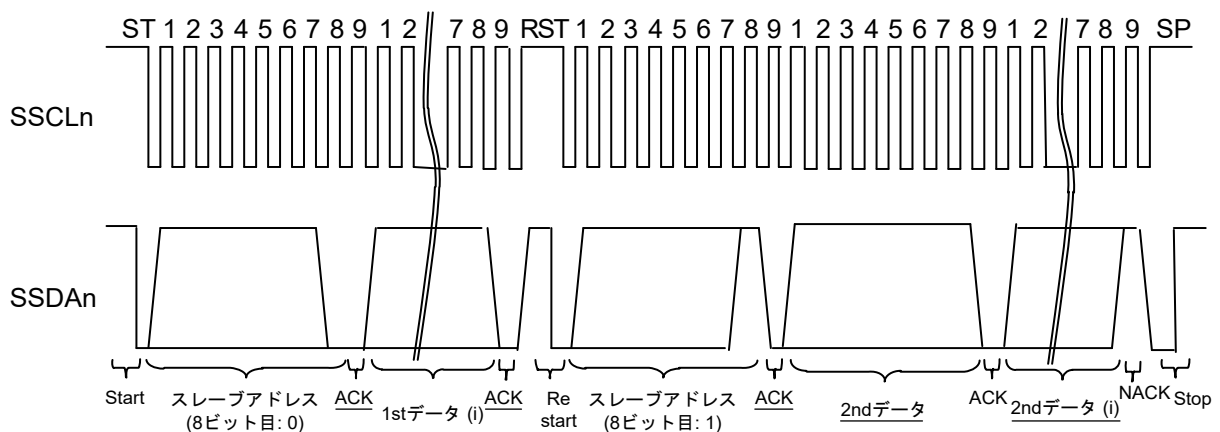 ST 1 2 3 4 5 6 7 8 9 1 2 7 8 9 RST 1 2 3 4 5 6 7 8 9 1 2 3 4 5 6 7 8 9 1 2 7 8 9 SP
SSCLn
SSDAn
Start
スレーブアドレス
(8ビット目: 0)
ACK
1stデータ (i)
ACK
Re
start
スレーブアドレス
(8ビット目: 1)
ACK
2ndデータ
ACK
2ndデータ (i)
NACK
Stop